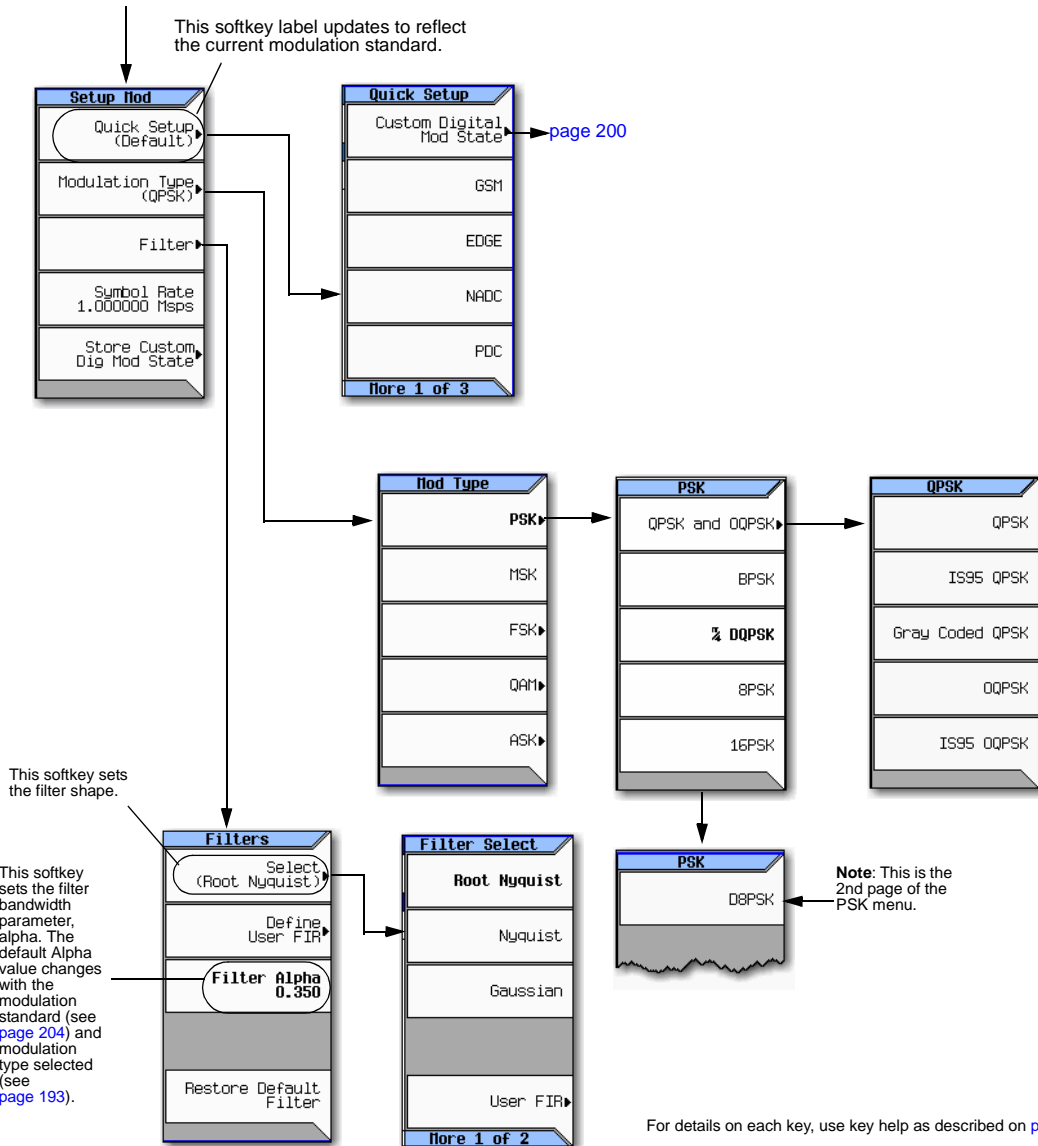 This softkey label updates to reflect
the current modulation standard.
Setup Mod
Quick Setup
(Default)
Modulation Type
(QPSK)
Filter
Symbol Rate
1.000000 Msps
Store Custom
Dig Mod State
Quick Setup
Custom Digital
Mod State
page 200
GSM
EDGE
NADC
PDC
More 1 of 3
Mod Type
PSK
MSK
FSK
QAM
ASK
PSK
QPSK and OQPSK
BPSK
π/4 DQPSK
8PSK
16PSK
QPSK
QPSK
IS95 QPSK
Gray Coded QPSK
OQPSK
IS95 OQPSK
PSK
D8PSK
Note: This is the
2nd page of the
PSK menu.
This softkey sets
the filter shape.
This softkey
sets the filter
bandwidth
parameter,
alpha. The
default Alpha
value changes
with the
modulation
standard (see
page 204) and
modulation
type selected
(see
page 193).
Filters
Select
(Root Nyquist)
Define
User FIR
Filter Alpha
0.350
Restore Default
Filter
Filter Select
Root Nyquist
Nyquist
Gaussian
User FIR
More 1 of 2
For details on each key, use key help as described on